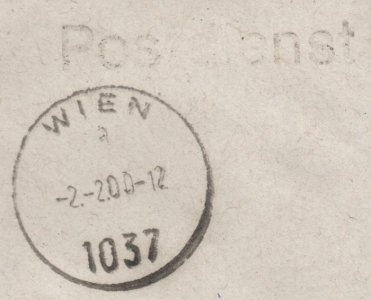 Postdienst
WIEN
a
-2.-2.00-12
1037